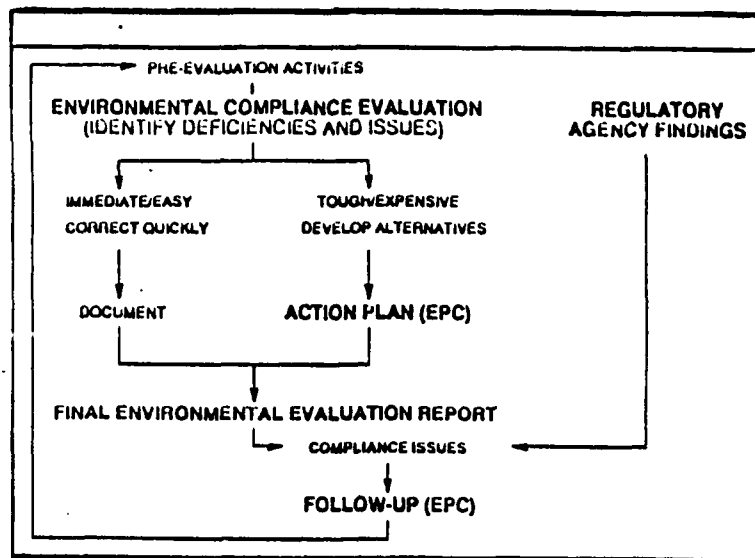 PRE-EVALUATION ACTIVITIES
ENVIRONMENTAL COMPLIANCE EVALUATION
(IDENTIFY DEFICIENCIES AND ISSUES)
REGULATORY
AGENCY FINDINGS
IMMEDIATE/EASY
CORRECT QUICKLY
TOUGH/EXPENSIVE
DEVELOP ALTERNATIVES
DOCUMENT
ACTION PLAN (EPC)
FINAL ENVIRONMENTAL EVALUATION REPORT
COMPLIANCE ISSUES
FOLLOW-UP (EPC)